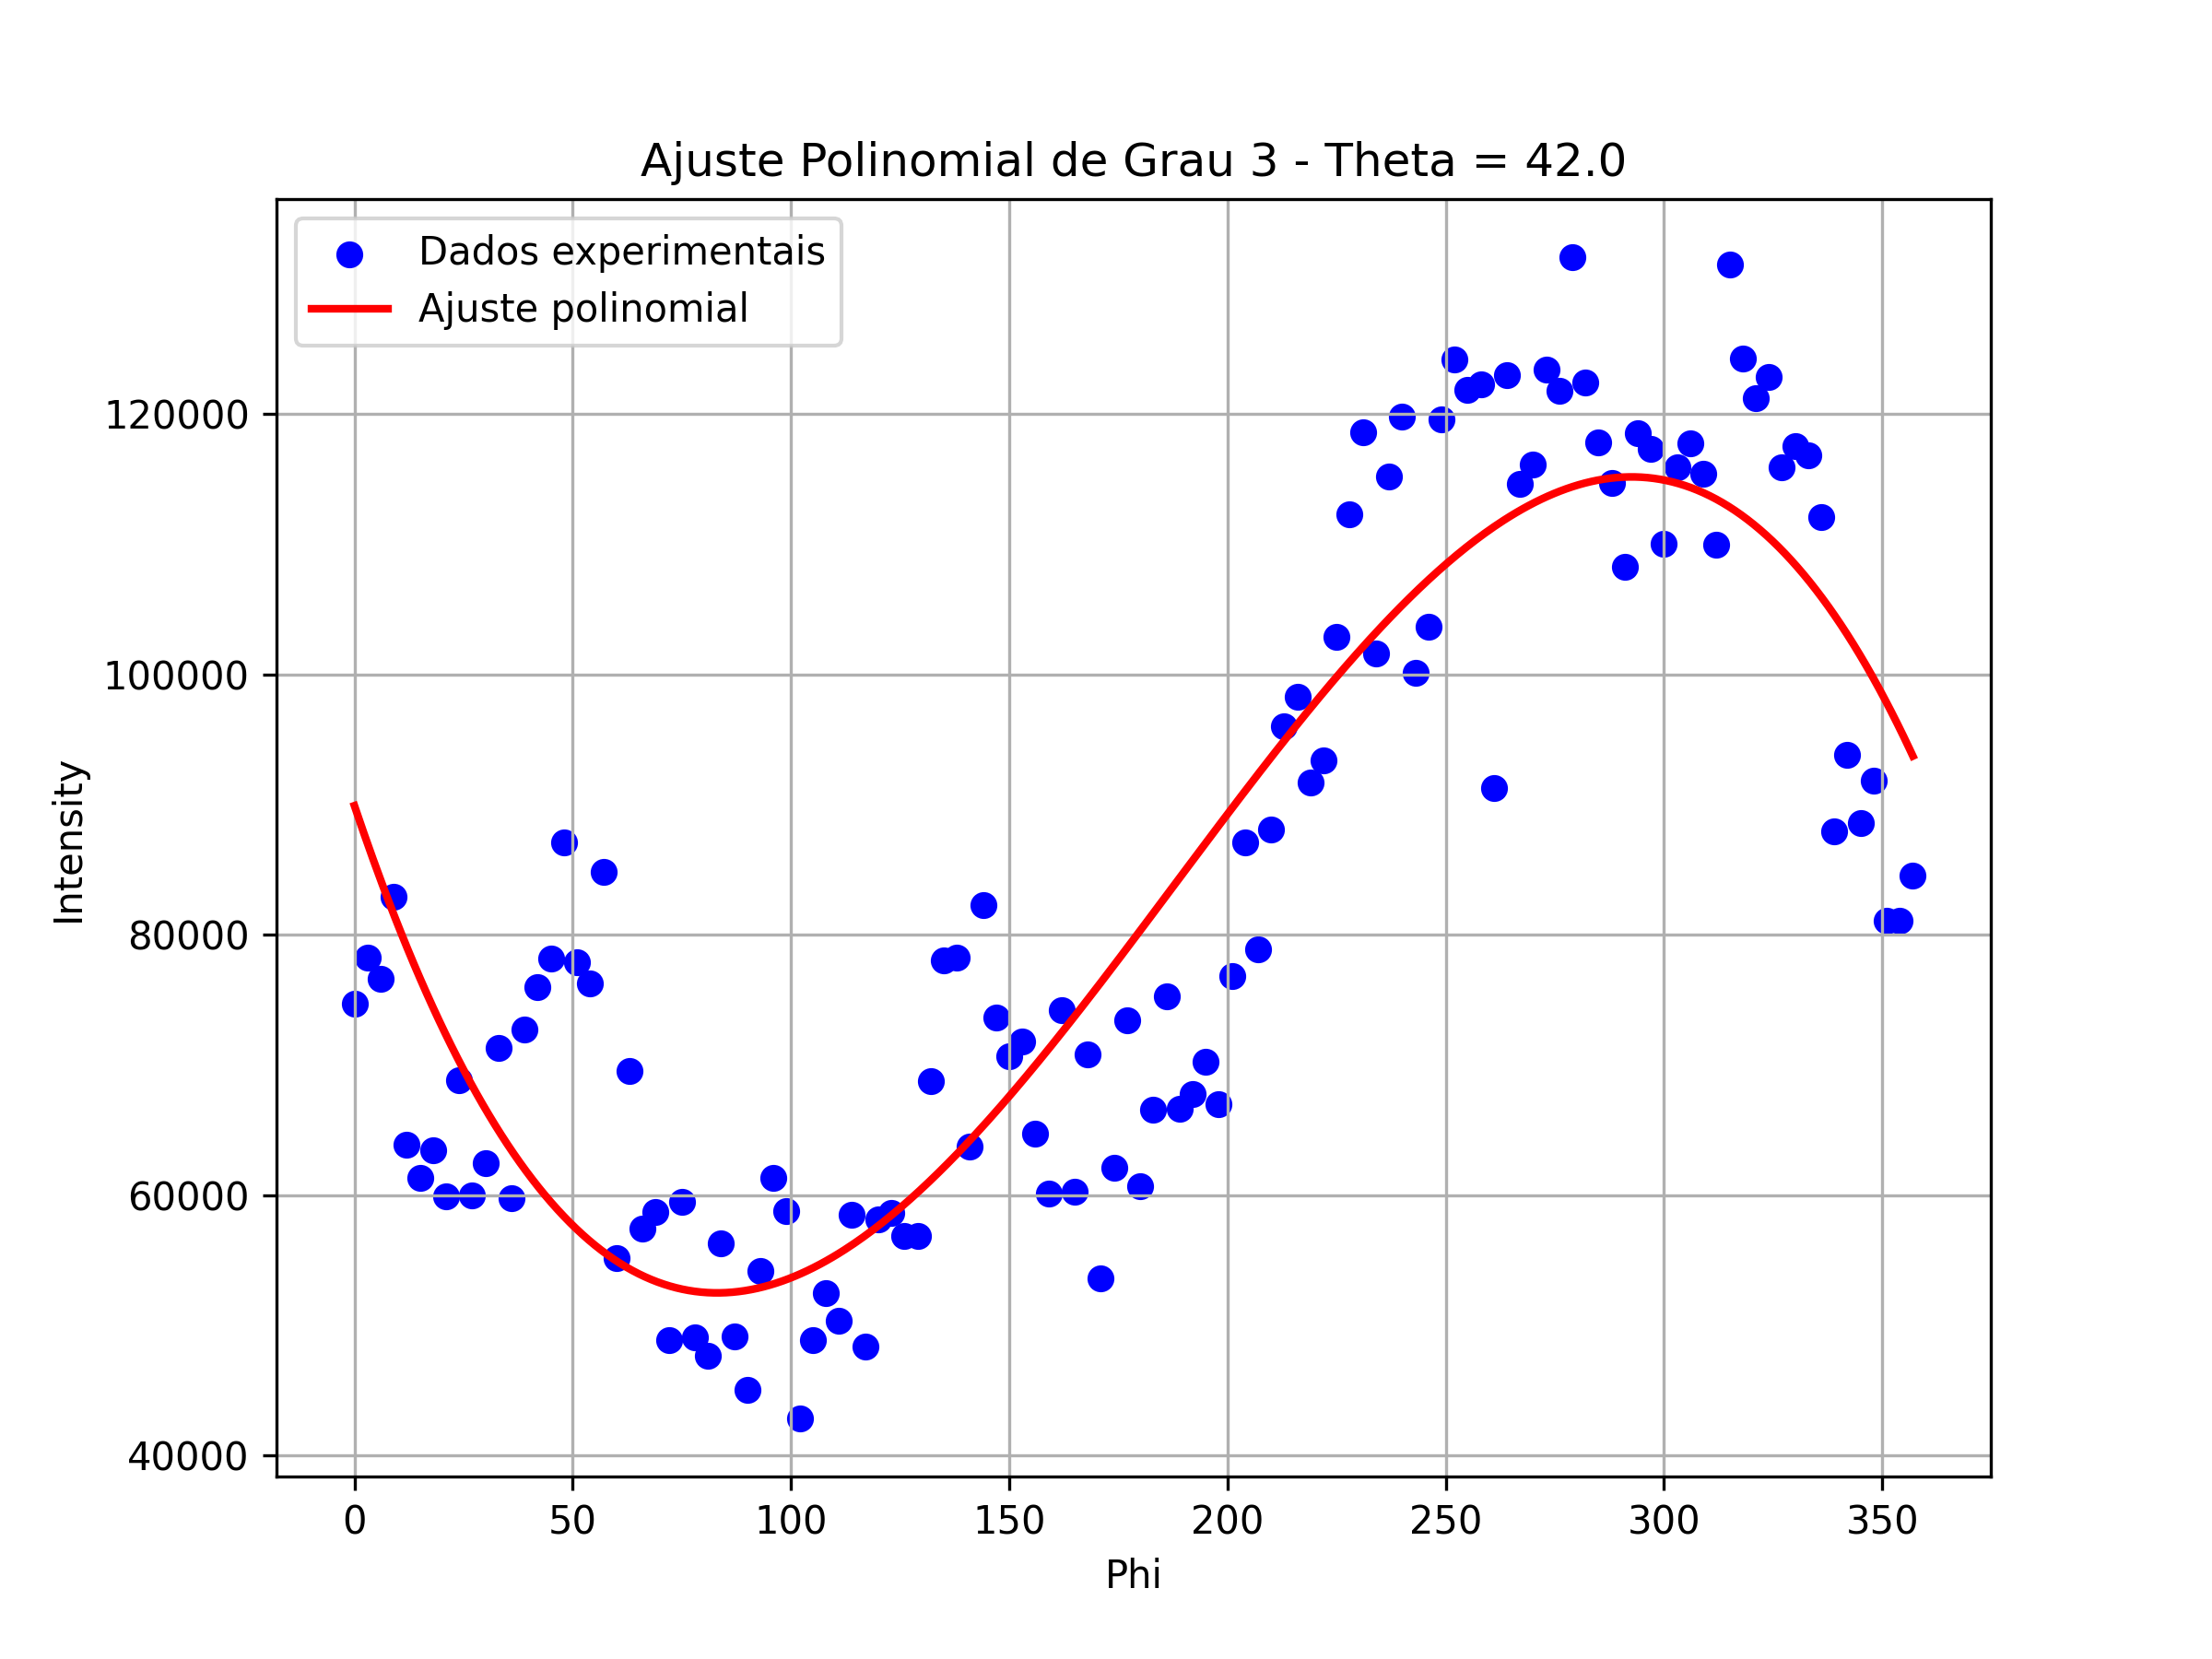 Ajuste Polinomial de Grau 3 - Theta = 42.0
Dados experimentais
Ajuste polinomial
120000
100000
80000
60000
40000
Intensity
0 50 100 150 200 250 300 350
Phi